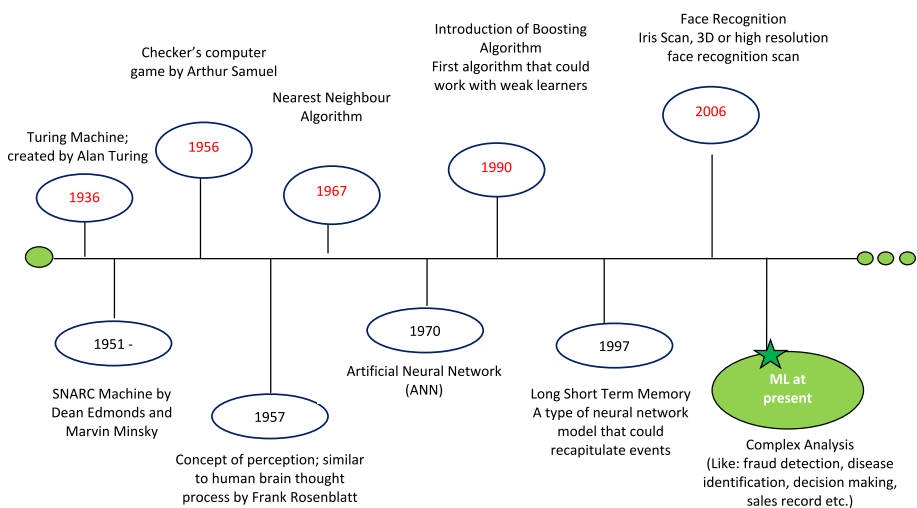 Turing Machine;
created by Alan Turing
1936
Checker's computer
game by Arthur Samuel
1956
Nearest Neighbour
Algorithm
1967
Introduction of Boosting
Algorithm
First algorithm that could
work with weak learners
1990
Face Recognition
Iris Scan, 3D or high resolution
face recognition scan
2006
1951 -
SNARC Machine by
Dean Edmonds and
Marvin Minsky
1957
Concept of perception; similar
to human brain thought
process by Frank Rosenblatt
1970
Artificial Neural Network
(ANN)
1997
Long Short Term Memory
A type of neural network
model that could
recapitulate events
ML at
present
Complex Analysis
(Like: fraud detection, disease
identification, decision making,
sales record etc.)